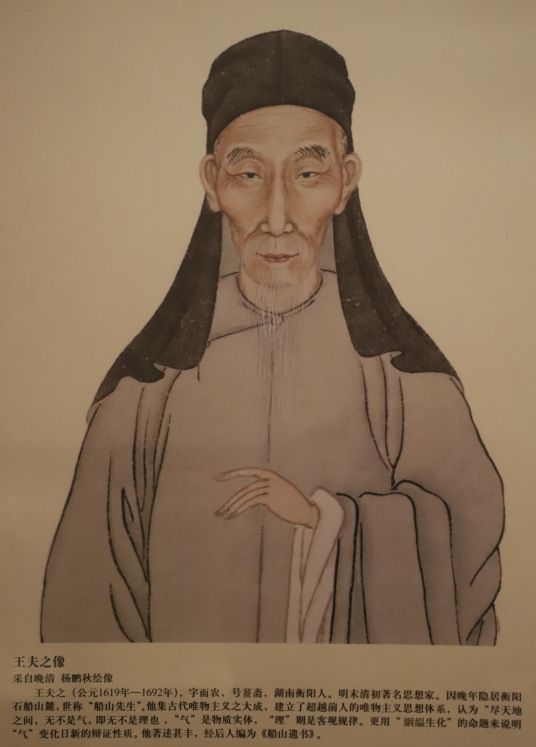 王夫之像
采自晚清 杨鹏秋绘像
王夫之（公元1619年—1692年），字而农，号薑斋，湖南衡阳人。明末清初著名思想家。因晚年隐居衡阳
石船山麓，世称“船山先生”。他集古代唯物主义之大成，建立了超越前人的唯物主义思想体系，认为“尽天地
之间，无不是气，即无不是理也，“气”是物质实体，“理”则是客观规律。更用“絪缊生化”的命题来说明
“气”变化日新的辩证性质。他著述甚丰，经后人编为《船山遗书》。